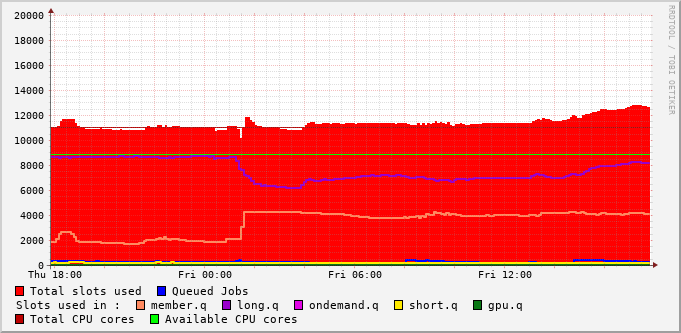 20000
18000
16000
14000
12000
10000
8000
6000
4000
2000
0
Thu 18:00 Fri 00:00 Fri 06:00 Fri 12:00
RRDTOOL / TOBI OETIKER
Total slots used Queued Jobs
Slots used in : member.q long.q ondemand.q short.q gpu.q
Total CPU cores Available CPU cores